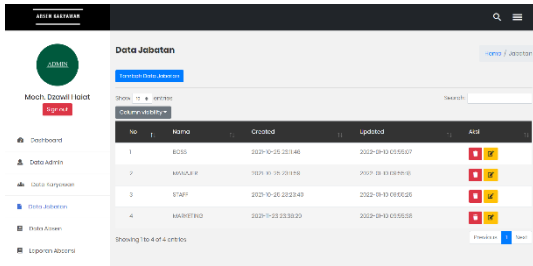 ABSEN KARYAWAN
ADMIN
Moch. Dzawil Halat
Sign out
Dashboard
Data Admin
Data Karyawan
Data Jabatan
Data Absen
Laporan Absensi
Data Jabatan
Home / Jabatan
Tambah Data Jabatan
Show 10 entries
Search:
Column visibility
No Nama Created Updated Aksi
1 BOSS
2 MANAJER
3 STAFF
4 MARKETING
Showing 1 to 4 of 4 entries
Previous 1 Next